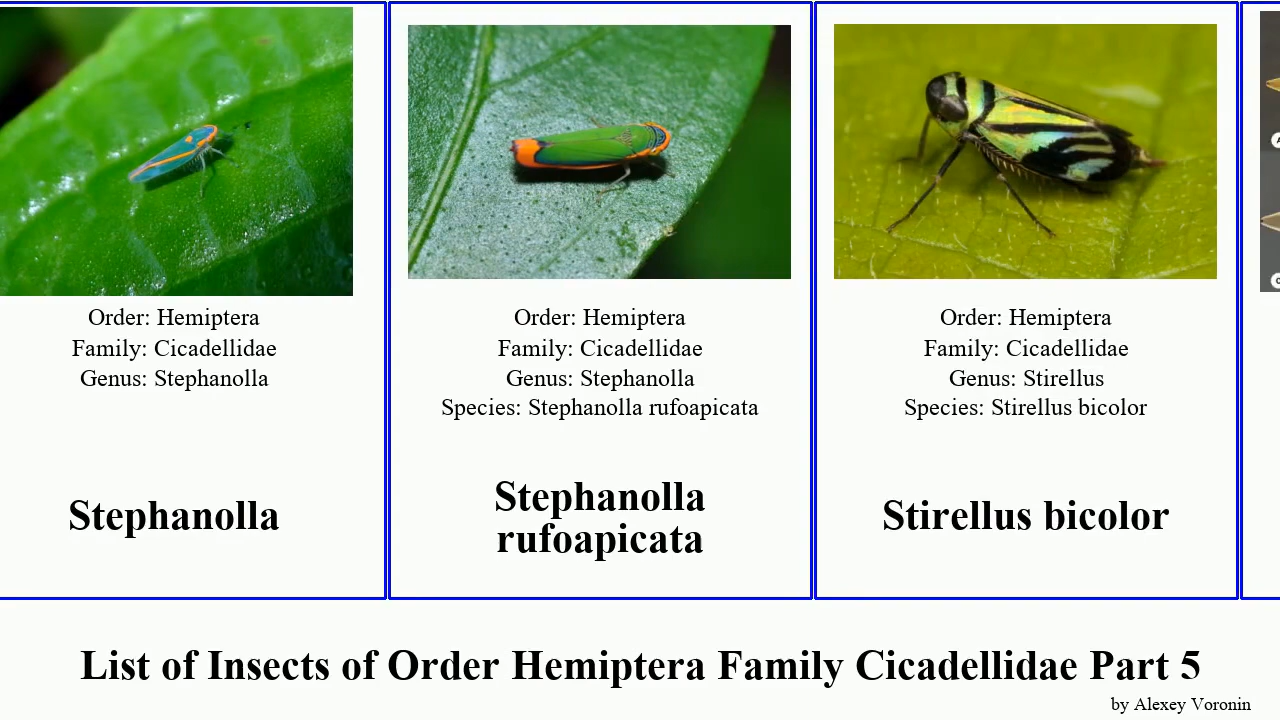 Order: Hemiptera
Family: Cicadellidae
Genus: Stephanolla
Stephanolla
Order: Hemiptera
Family: Cicadellidae
Genus: Stephanolla
Species: Stephanolla rufoapicata
Stephanolla
rufoapicata
Order: Hemiptera
Family: Cicadellidae
Genus: Stirellus
Species: Stirellus bicolor
Stirellus bicolor
List of Insects of Order Hemiptera Family Cicadellidae Part 5
by Alexey Voronin